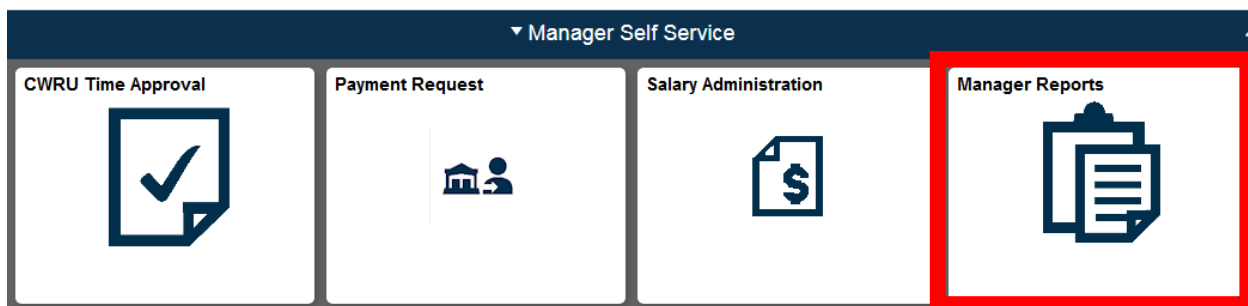 Manager Self Service
CWRU Time Approval
Payment Request
Salary Administration
Manager Reports
$